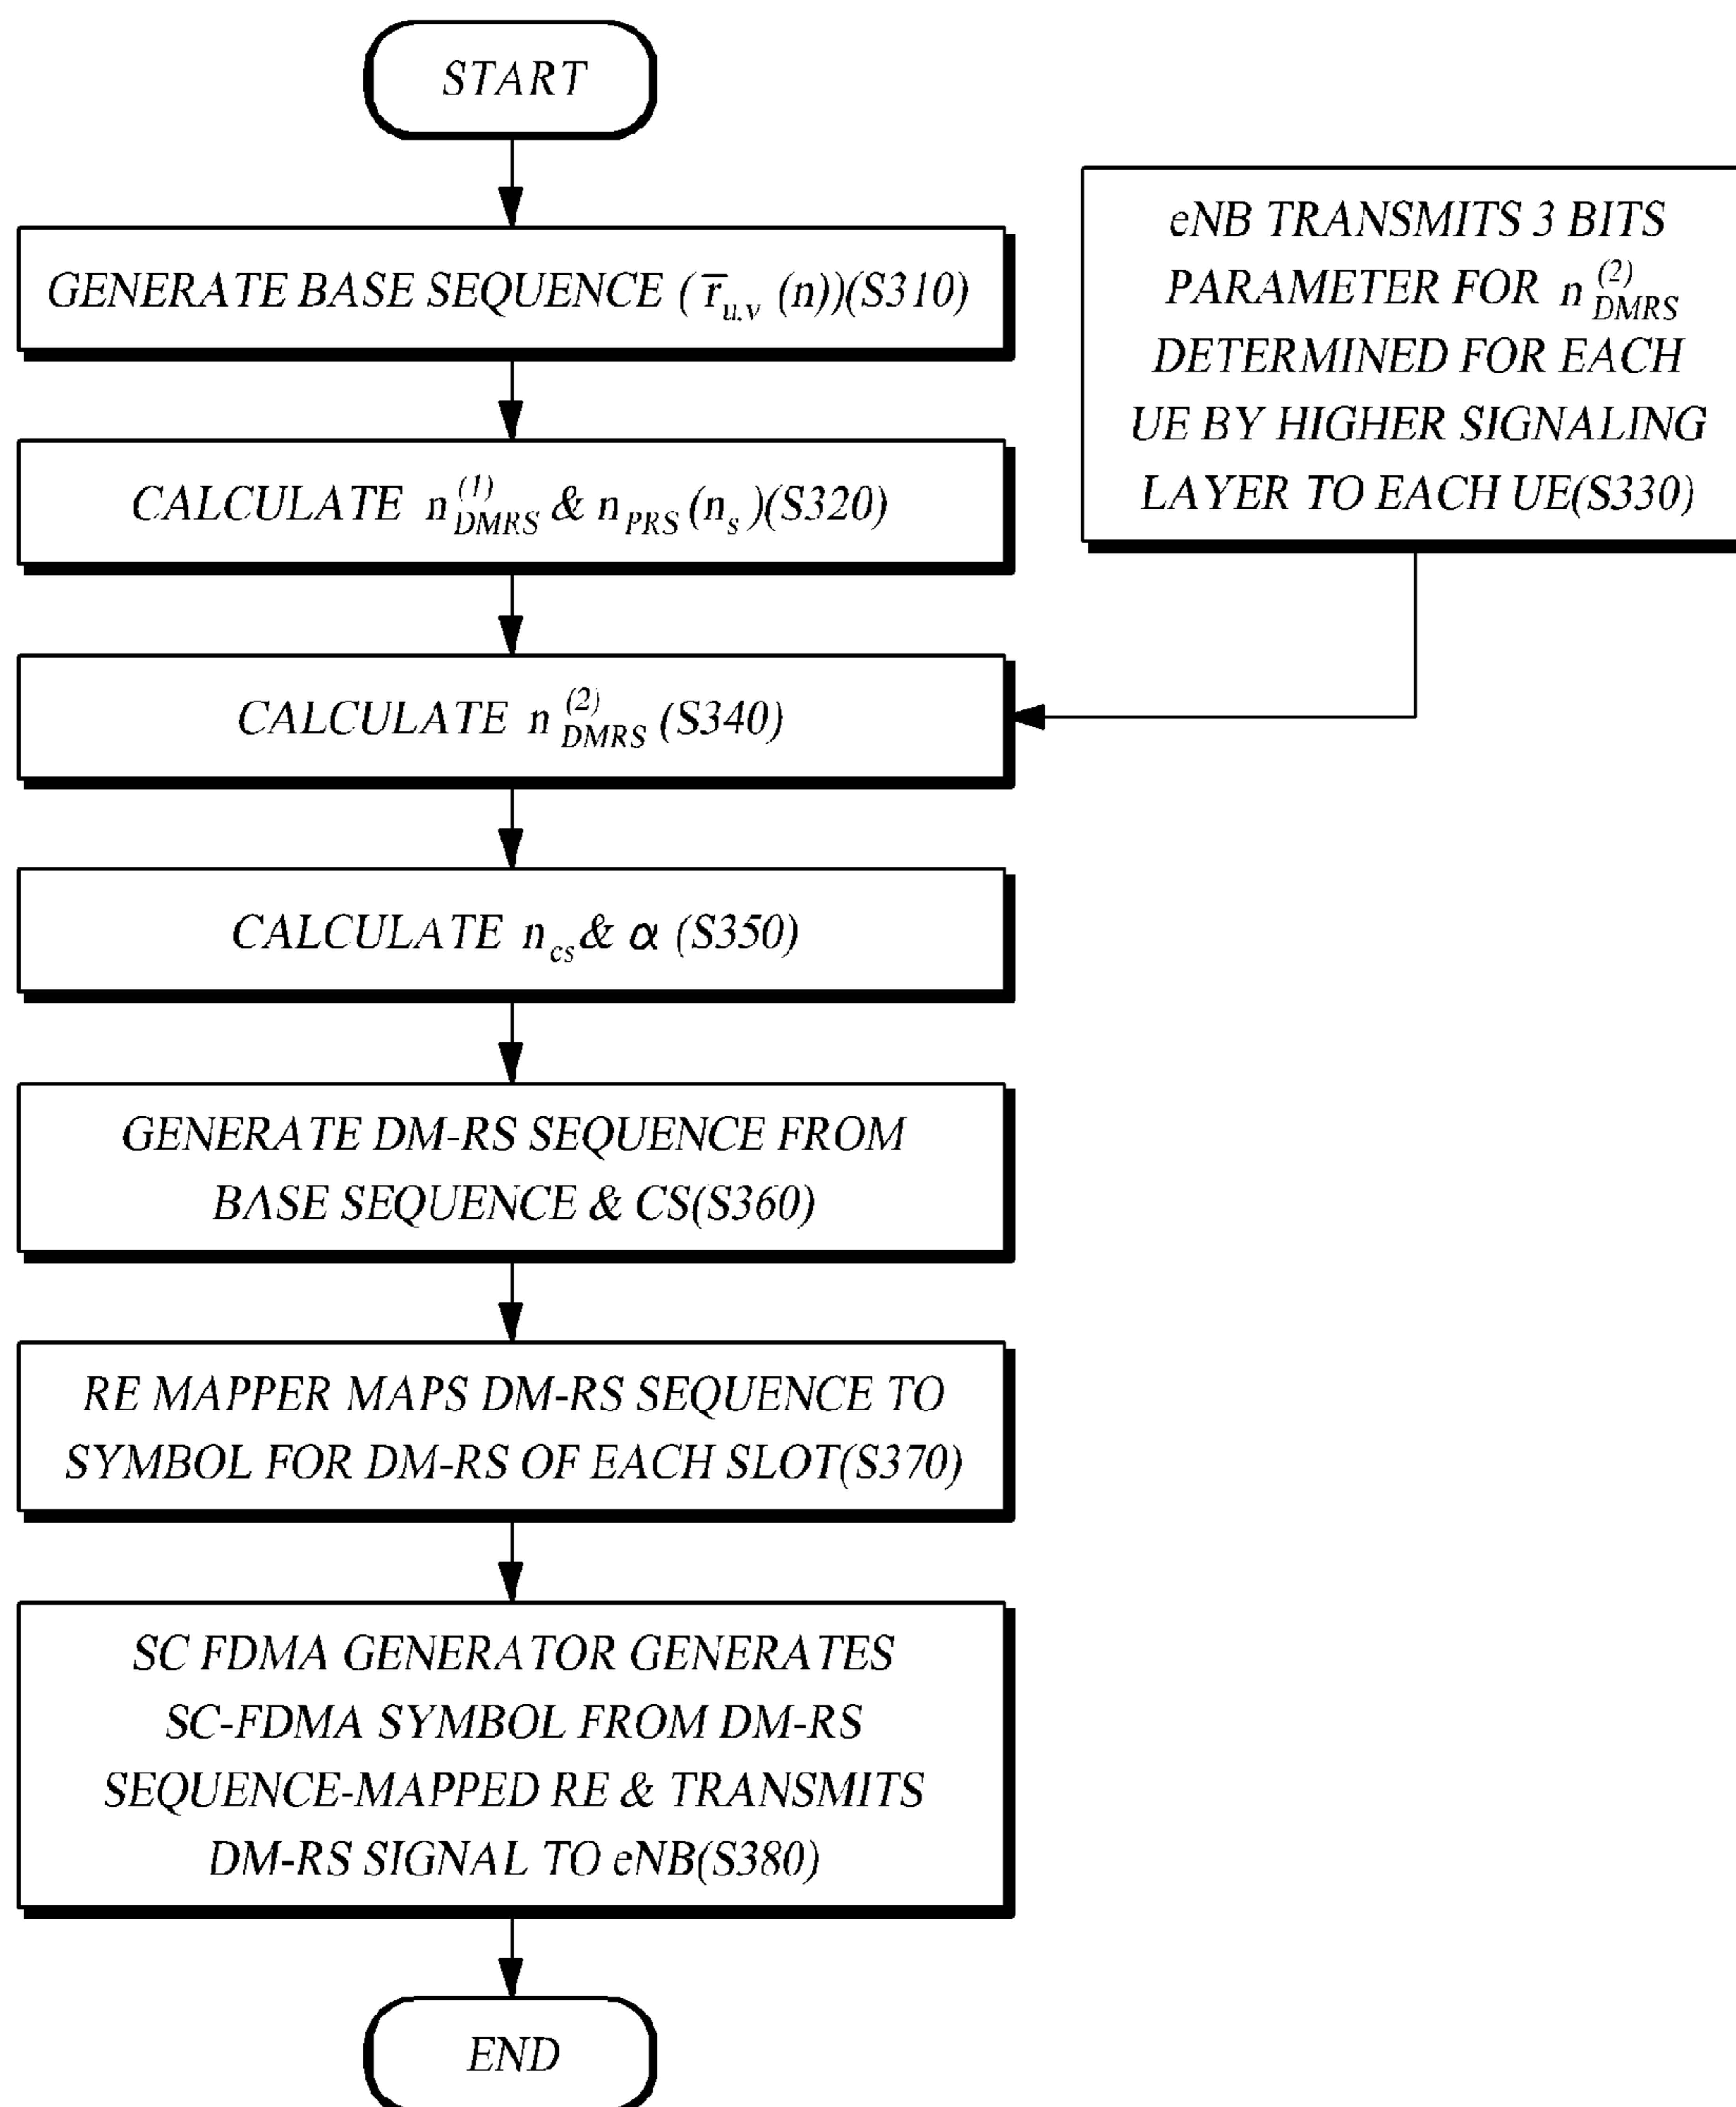 START
GENERATE BASE SEQUENCE ( r̅u,v (n))(S310)
CALCULATE n(1)DMRS & nPRS (ns )(S320)
eNB TRANSMITS 3 BITS
PARAMETER FOR n(2)DMRS
DETERMINED FOR EACH
UE BY HIGHER SIGNALING
LAYER TO EACH UE(S330)
CALCULATE n(2)DMRS (S340)
CALCULATE ncs & α (S350)
GENERATE DM-RS SEQUENCE FROM
BASE SEQUENCE & CS(S360)
RE MAPPER MAPS DM-RS SEQUENCE TO
SYMBOL FOR DM-RS OF EACH SLOT(S370)
SC FDMA GENERATOR GENERATES
SC-FDMA SYMBOL FROM DM-RS
SEQUENCE-MAPPED RE & TRANSMITS
DM-RS SIGNAL TO eNB(S380)
END